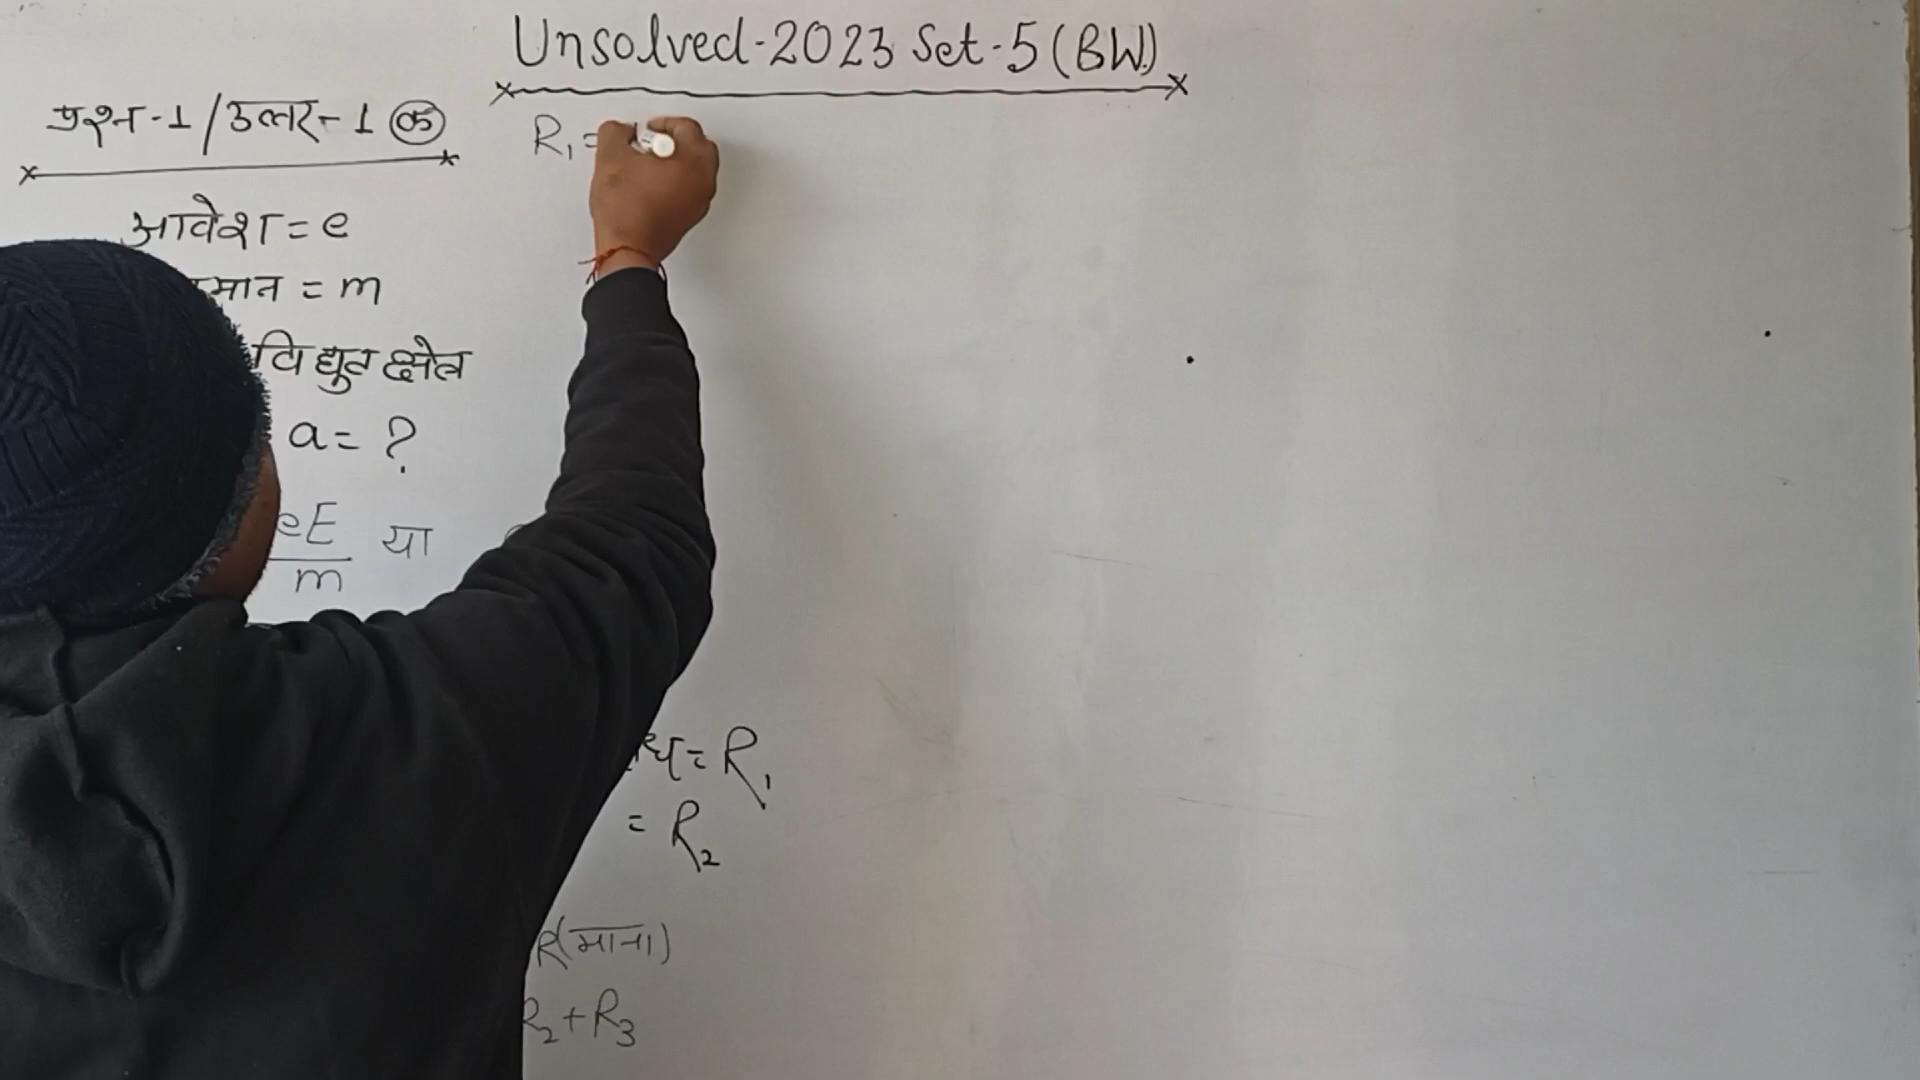 Unsolved-2023 Set-5 (BW)
प्रश्न-1/उत्तर-1 (क)
आवेश = e
मान = m
विद्युत क्षेत्र
a = ?
eE/m या
R₁ =
= R₁
= R₂
R(माना)
R₂ + R₃